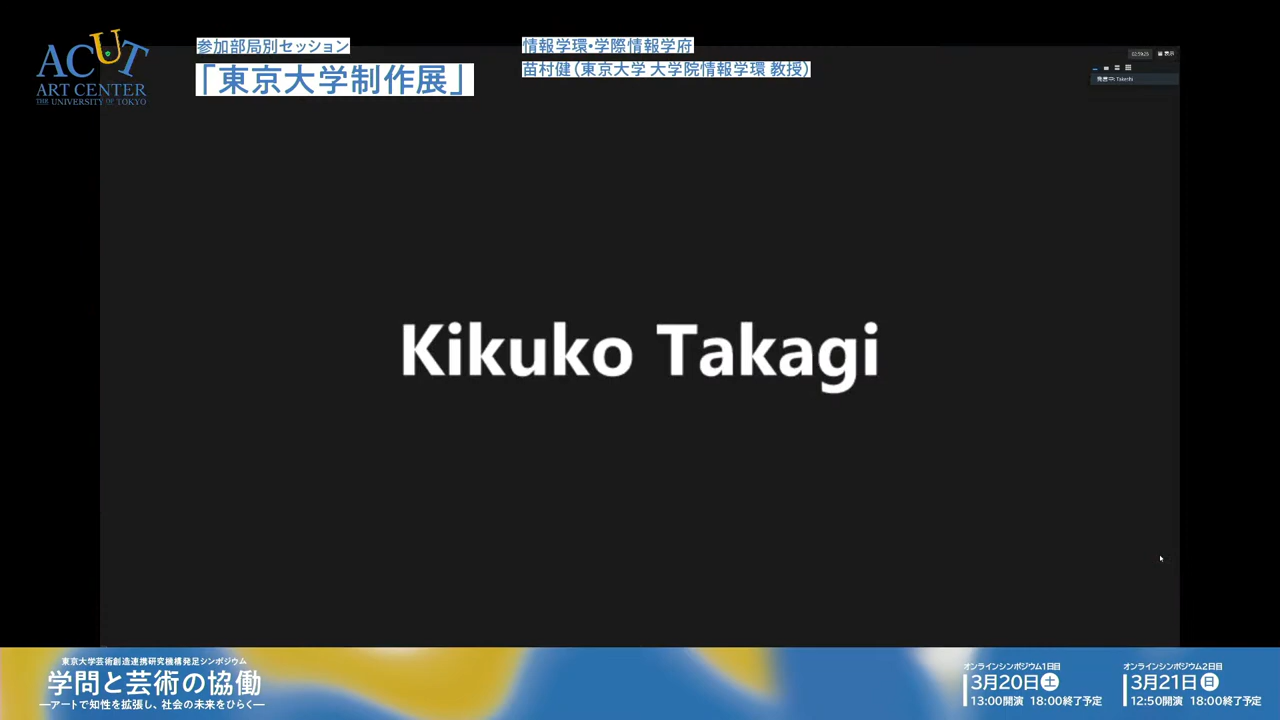 ACUT
ART CENTER
THE UNIVERSITY OF TOKYO
参加部局別セッション
「東京大学制作展」
情報学環・学際情報学府
苗村健(東京大学 大学院情報学環 教授)
表示
Kikuko Takagi
東京大学芸術創造連携研究機構発足シンポジウム
学問と芸術の協働
―アートで知性を拡張し、社会の未来をひらく―
オンラインシンポジウム1日目
3月20日 土
13:00開演 18:00終了予定
オンラインシンポジウム2日目
3月21日 日
12:50開演 18:00終了予定